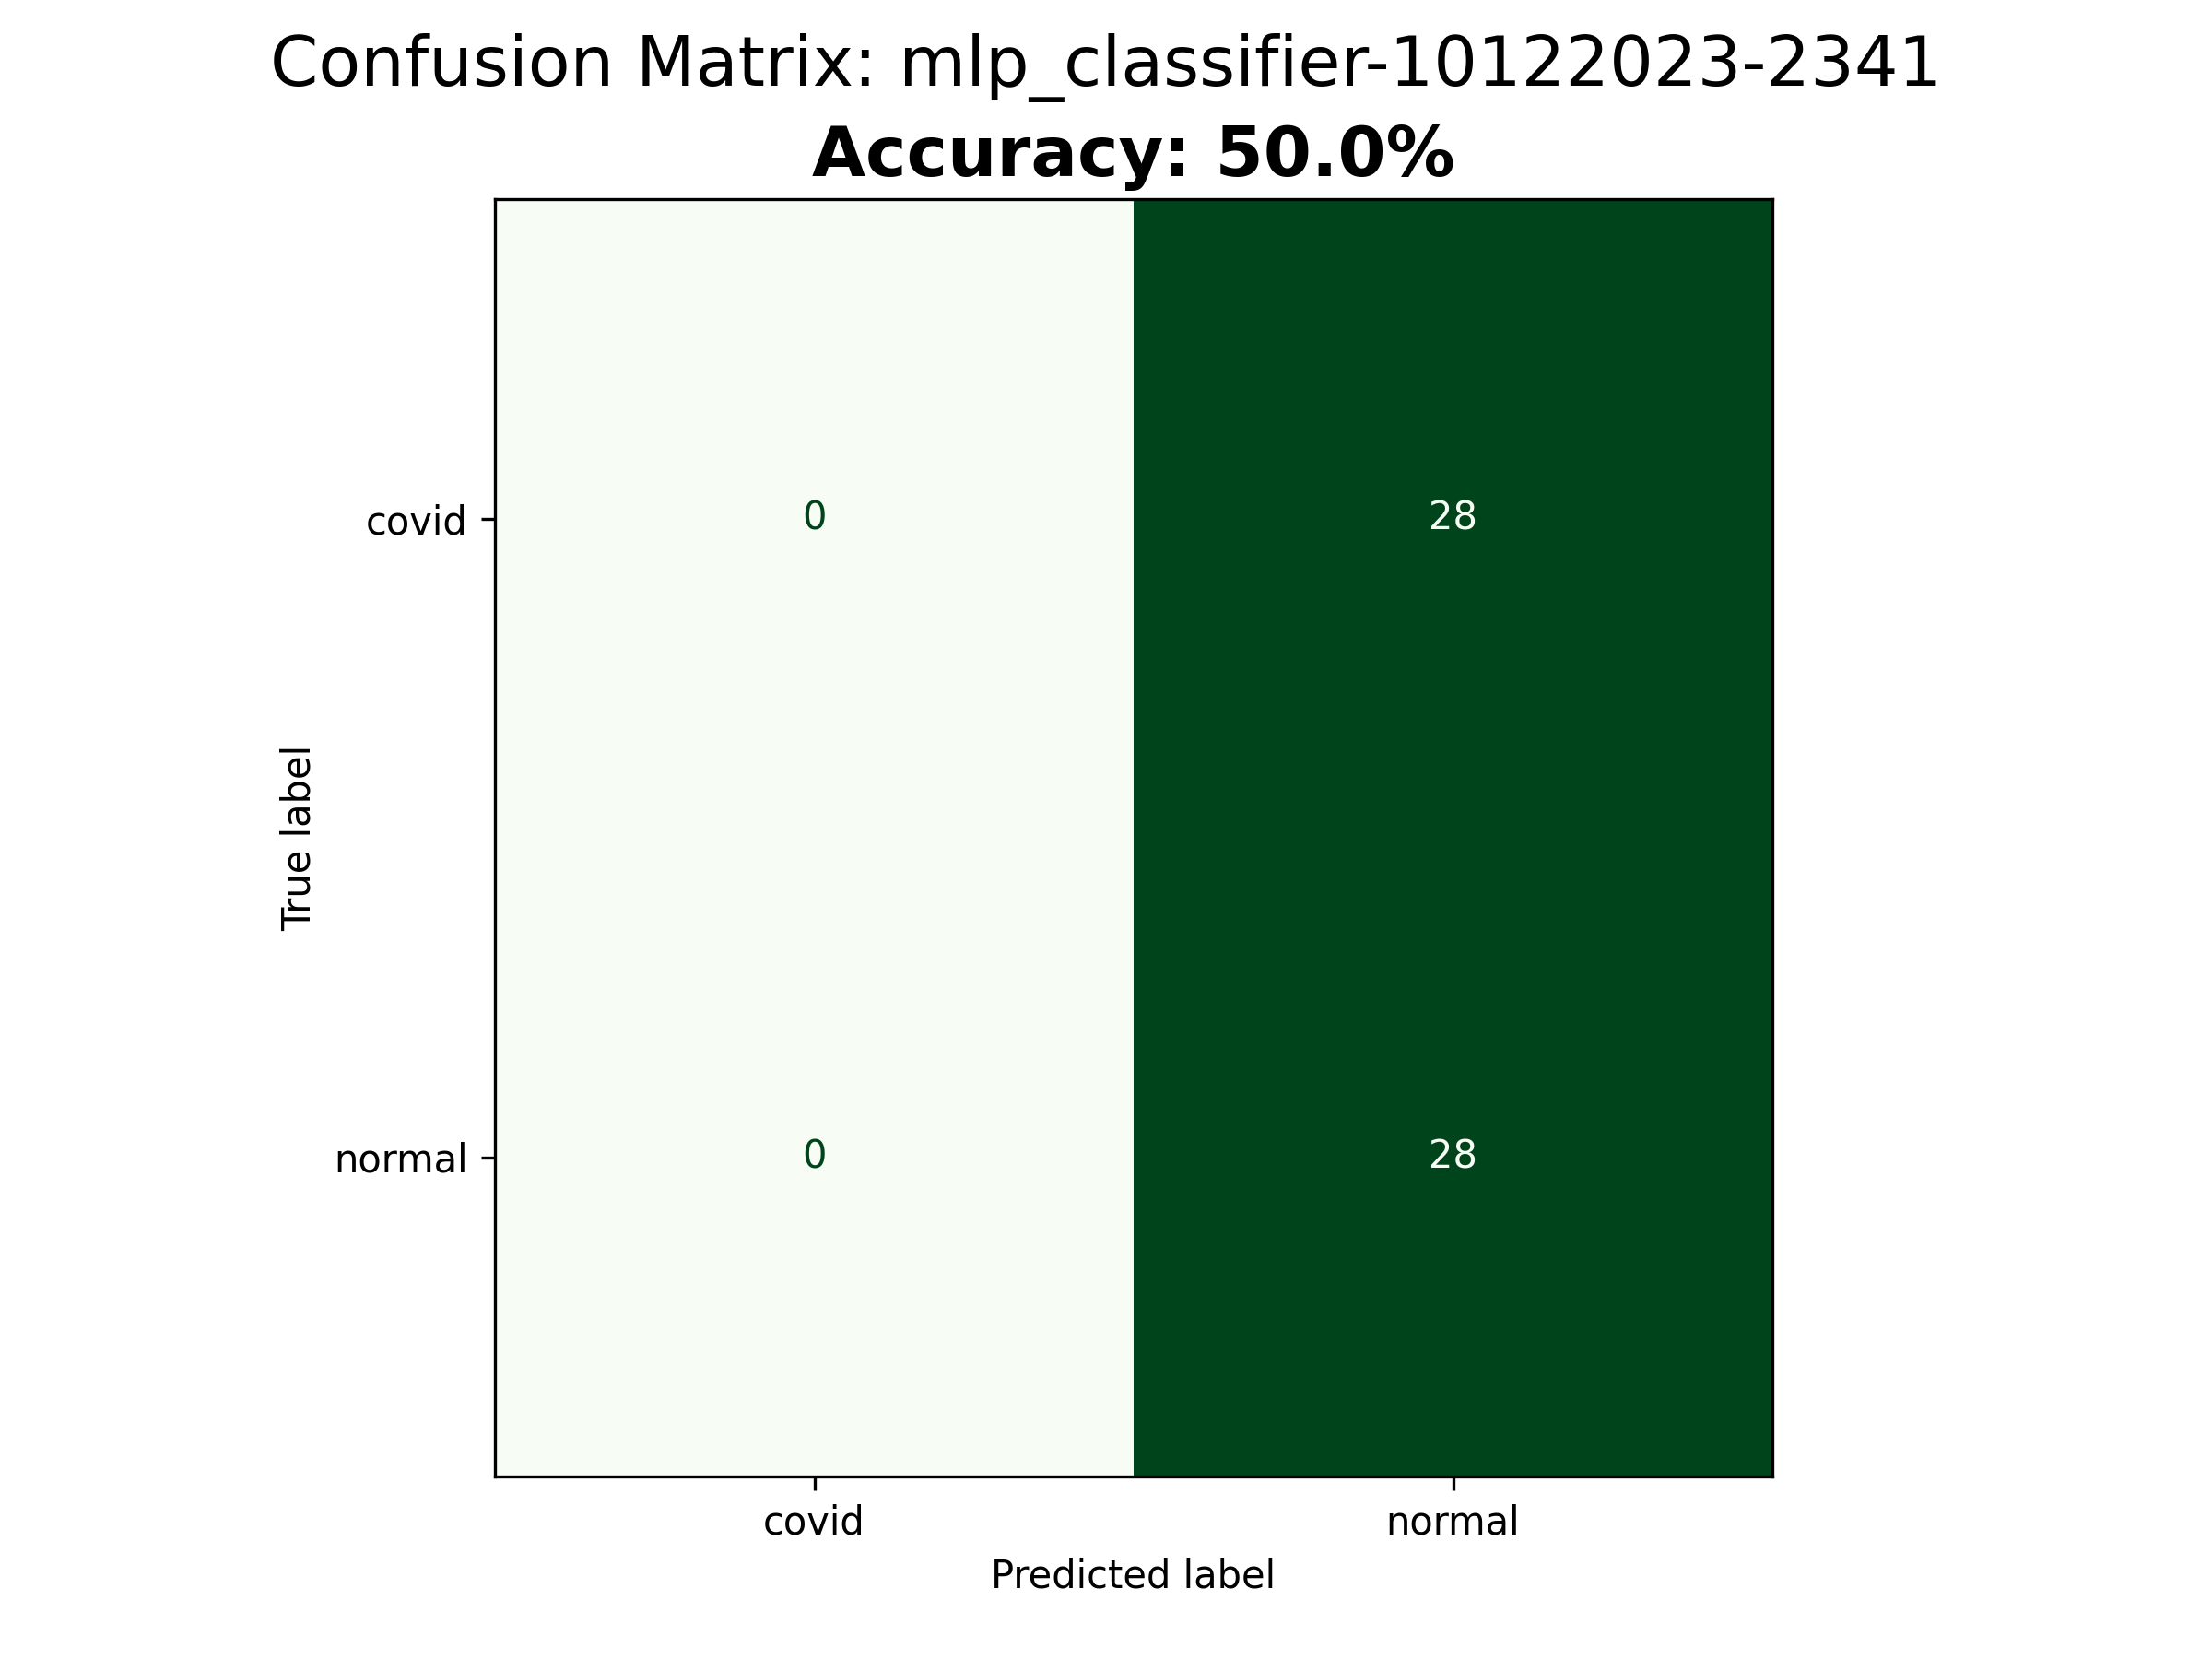 Confusion Matrix: mlp_classifier-10122023-2341
Accuracy: 50.0%
True label
covid
0
28
normal
0
28
covid
normal
Predicted label